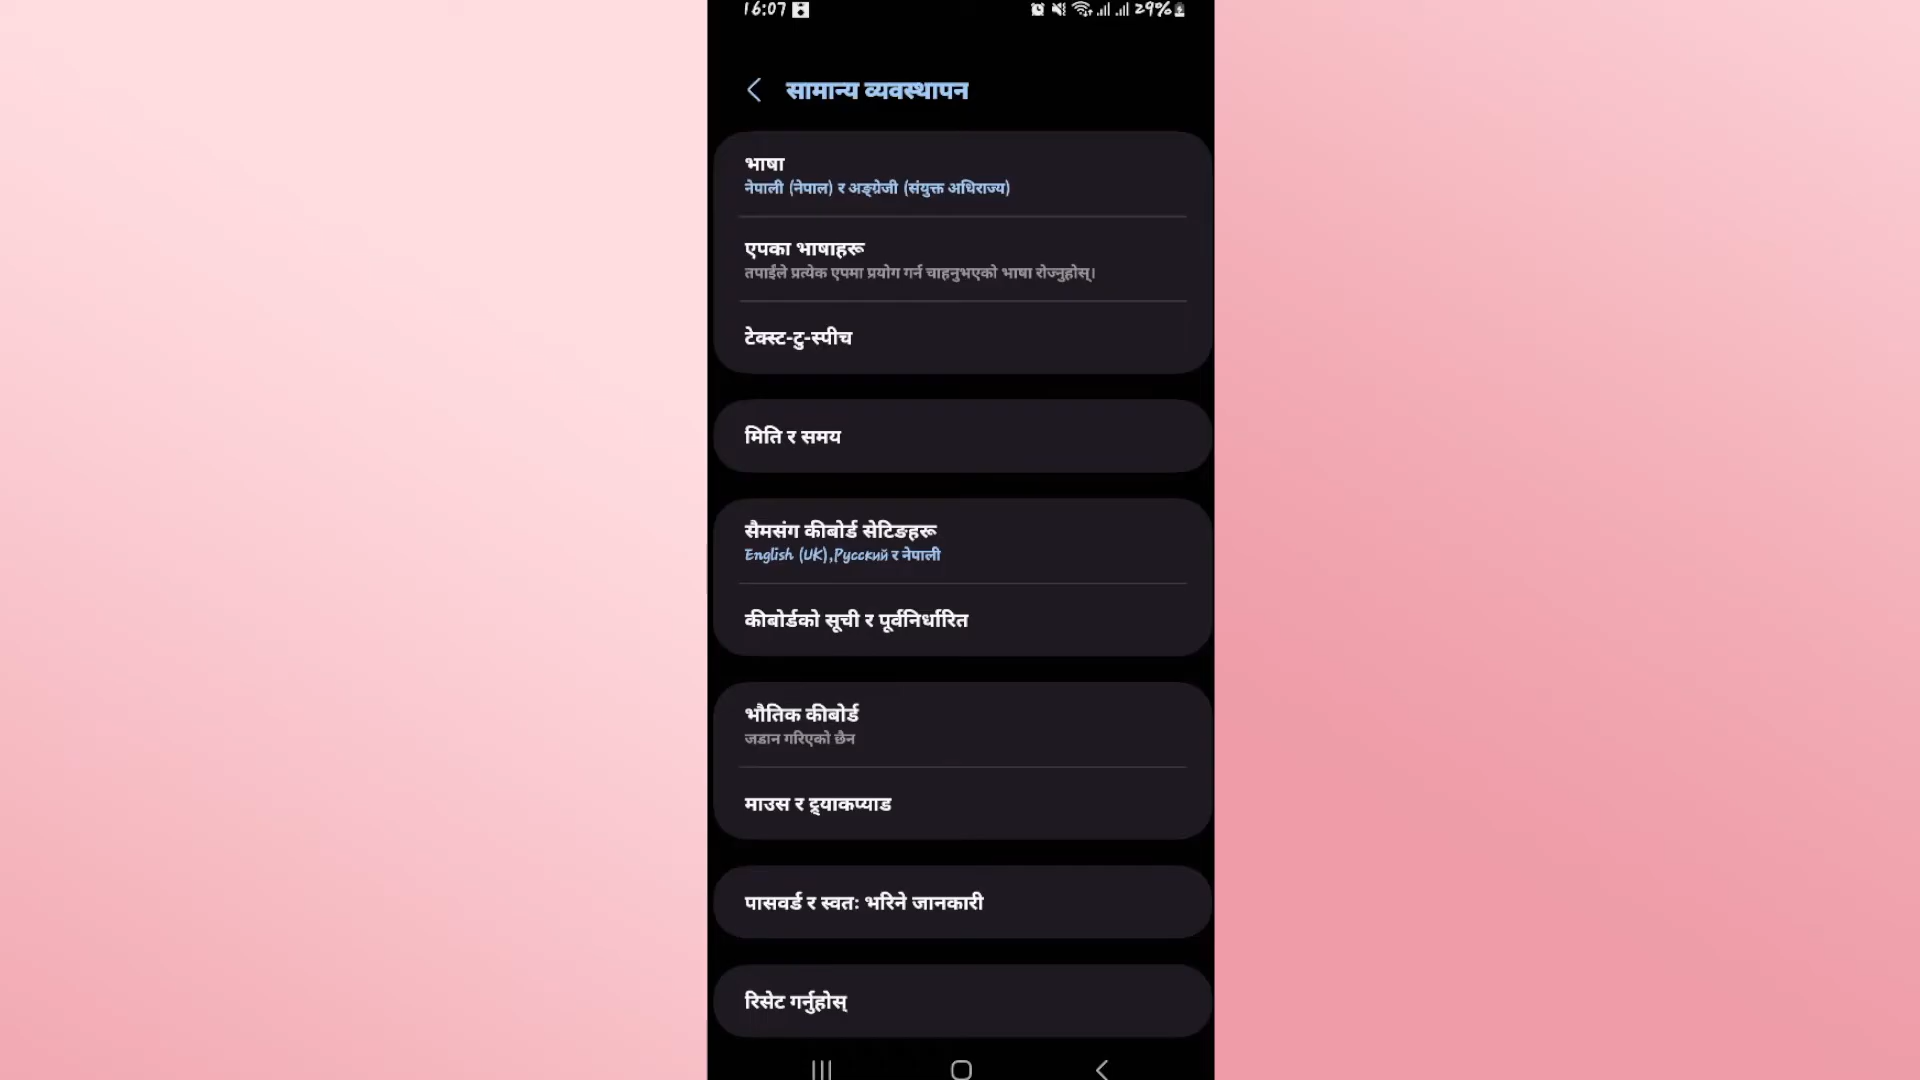 16:07 29%
सामान्य व्यवस्थापन
भाषा
नेपाली (नेपाल) र अङ्ग्रेजी (संयुक्त अधिराज्य)
एपका भाषाहरू
तपाईंले प्रत्येक एपमा प्रयोग गर्न चाहनुभएको भाषा रोज्नुहोस्।
टेक्स्ट-टु-स्पीच
मिति र समय
सैमसंग कीबोर्ड सेटिङहरू
English (UK),Русский र नेपाली
कीबोर्डको सूची र पूर्वनिर्धारित
भौतिक कीबोर्ड
जडान गरिएको छैन
माउस र ट्र्याकप्याड
पासवर्ड र स्वतः भरिने जानकारी
रिसेट गर्नुहोस्